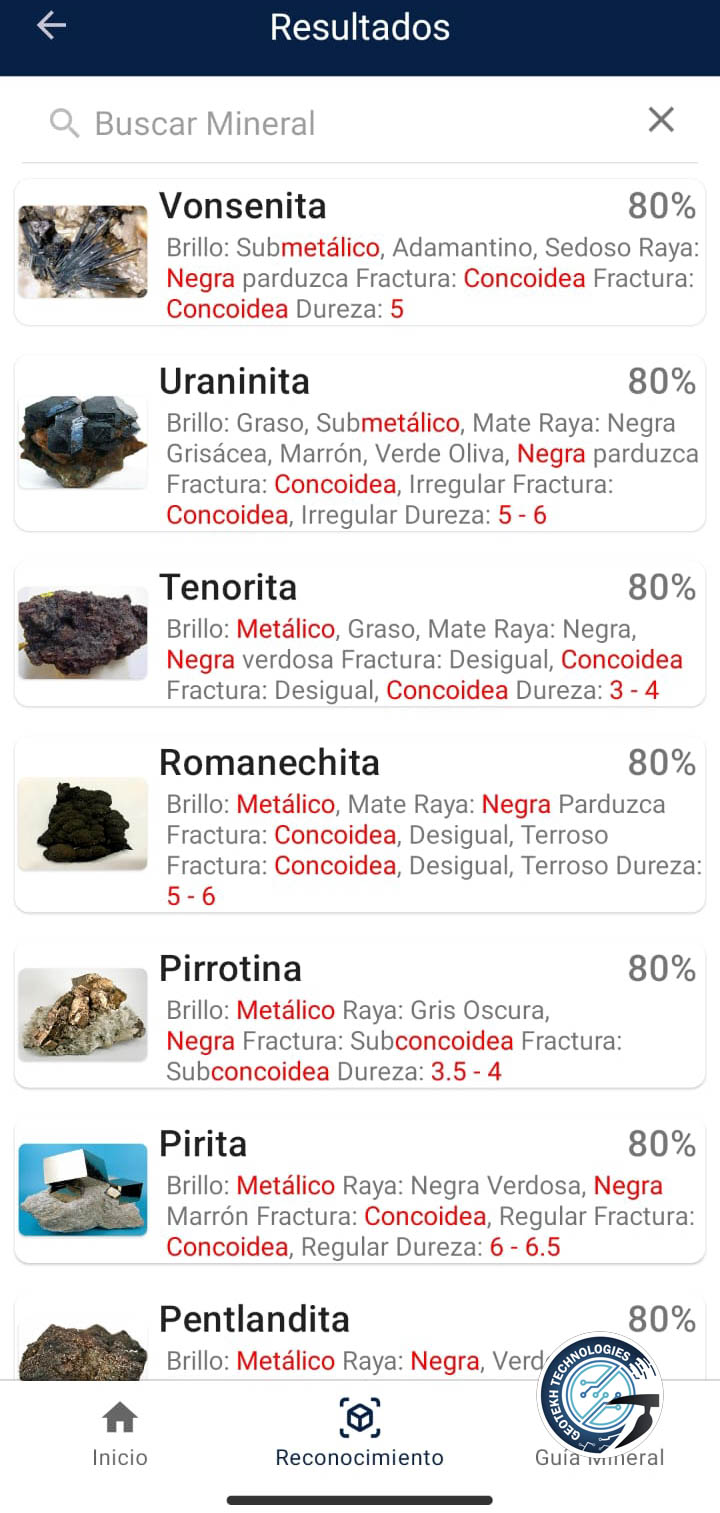 Resultados
Buscar Mineral
Vonsenita 80%
Brillo: Submetálico, Adamantino, Sedoso Raya:
Negra parduzca Fractura: Concoidea Fractura:
Concoidea Dureza: 5
Uraninita 80%
Brillo: Graso, Submetálico, Mate Raya: Negra
Grisácea, Marrón, Verde Oliva, Negra parduzca
Fractura: Concoidea, Irregular Fractura:
Concoidea, Irregular Dureza: 5 - 6
Tenorita 80%
Brillo: Metálico, Graso, Mate Raya: Negra,
Negra verdosa Fractura: Desigual, Concoidea
Fractura: Desigual, Concoidea Dureza: 3 - 4
Romanechita 80%
Brillo: Metálico, Mate Raya: Negra Parduzca
Fractura: Concoidea, Desigual, Terroso
Fractura: Concoidea, Desigual, Terroso Dureza:
5 - 6
Pirrotina 80%
Brillo: Metálico Raya: Gris Oscura,
Negra Fractura: Subconcoidea Fractura:
Subconcoidea Dureza: 3.5 - 4
Pirita 80%
Brillo: Metálico Raya: Negra Verdosa, Negra
Marrón Fractura: Concoidea, Regular Fractura:
Concoidea, Regular Dureza: 6 - 6.5
Pentlandita 80%
Brillo: Metálico Raya: Negra,
GEOTEKH TECHNOLOGIES
Inicio
Reconocimiento
Guía Mineral